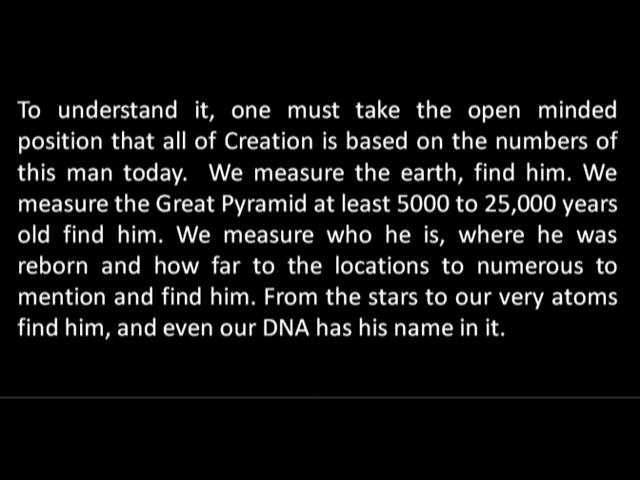 To understand it, one must take the open minded
position that all of Creation is based on the numbers of
this man today.  We measure the earth, find him. We
measure the Great Pyramid at least 5000 to 25,000 years
old find him. We measure who he is, where he was
reborn and how far to the locations to numerous to
mention and find him. From the stars to our very atoms
find him, and even our DNA has his name in it.